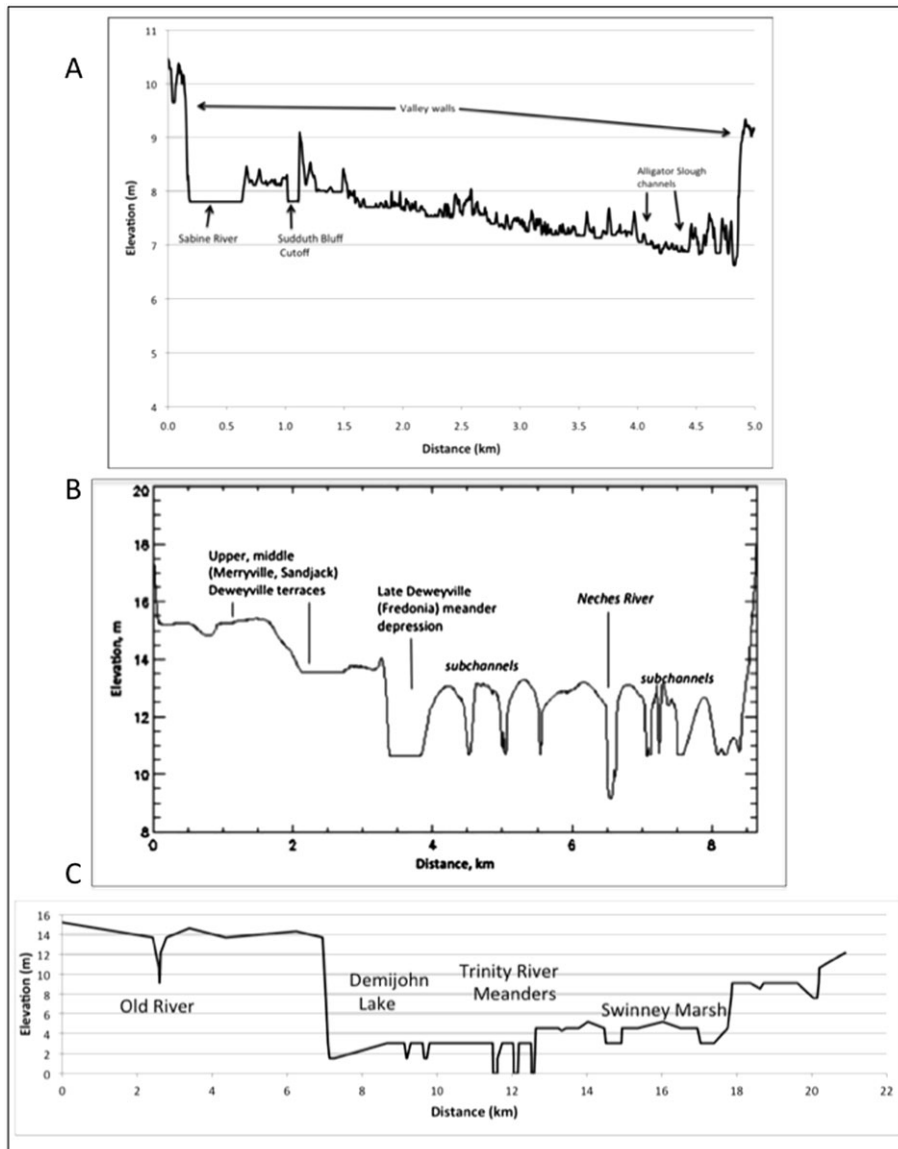 A
11
10
9
8
7
6
5
4
Elevation (m)
Valley walls
Alligator Slough
channels
Sabine River
Sudduth Bluff
Cutoff
0.0 0.5 1.0 1.5 2.0 2.5 3.0 3.5 4.0 4.5 5.0
Distance (km)
B
20
18
16
14
12
10
8
Elevation, m
Upper, middle
(Merryville, Sandjack)
Deweyville terraces
Late Deweyville
(Fredonia) meander
depression
subchannels
Neches River
subchannels
0 2 4 6 8
Distance, km
C
16
14
12
10
8
6
4
2
0
Elevation (m)
Old River
Demijohn
Lake
Trinity River
Meanders
Swinney Marsh
0 2 4 6 8 10 12 14 16 18 20 22
Distance (km)